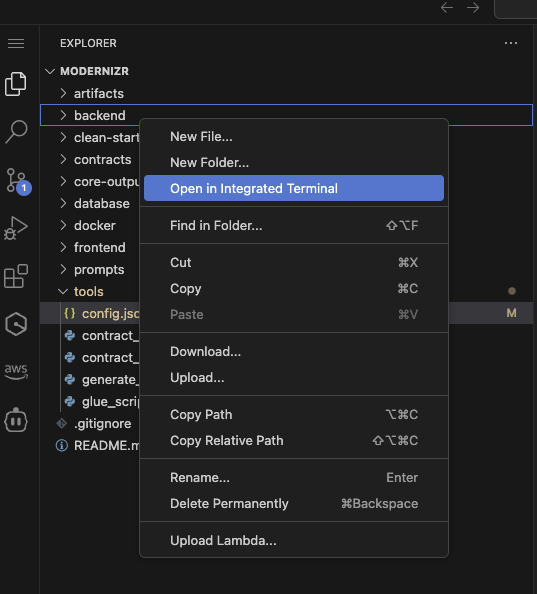 EXPLORER
MODERNIZR
artifacts
backend
clean-start
contracts
core-outpu
database
docker
frontend
prompts
tools
{} config.jso
M
contract_
contract_
generate_
glue_scrip
.gitignore
README.m
1
aws
New File...
New Folder...
Open in Integrated Terminal
Find in Folder... ⇧⌥F
Cut ⌘X
Copy ⌘C
Paste ⌘V
Download...
Upload...
Copy Path ⌥⌘C
Copy Relative Path ⇧⌥⌘C
Rename... Enter
Delete Permanently ⌘Backspace
Upload Lambda...